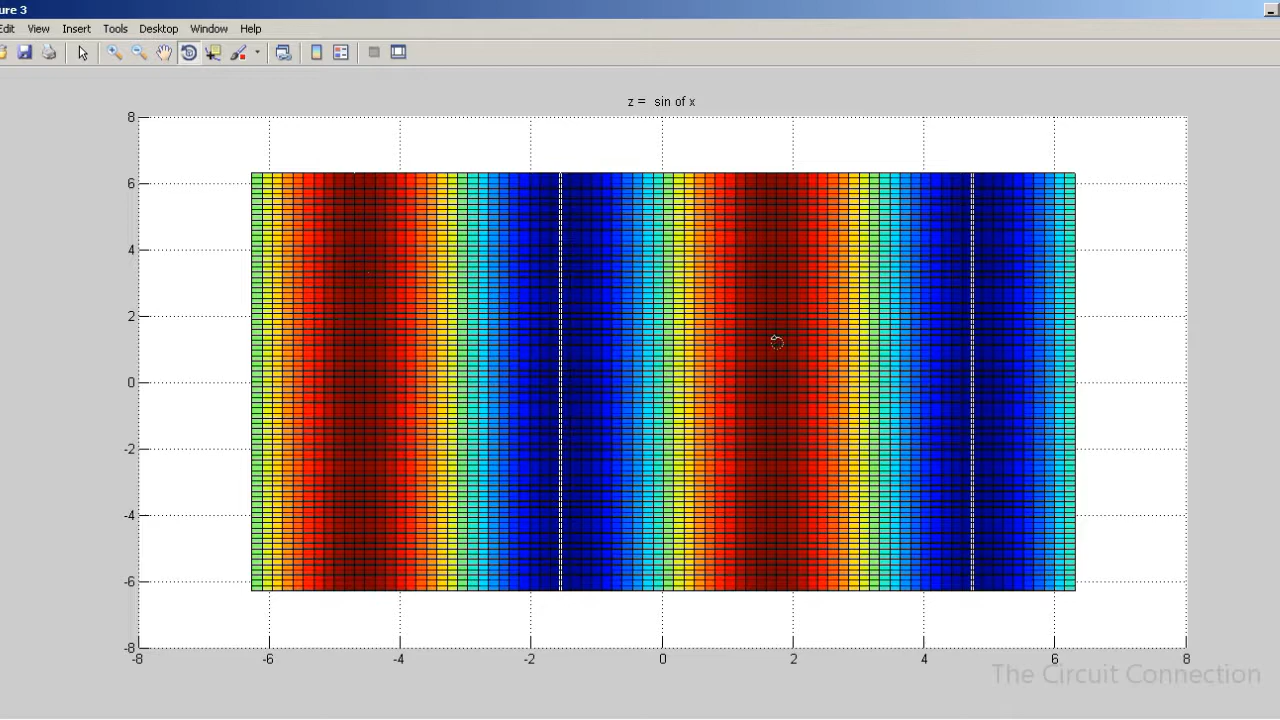 ure 3
Edit View Insert Tools Desktop Window Help
z = sin of x
8
6
4
2
0
-2
-4
-6
-8
-8 -6 -4 -2 0 2 4 6 8
The Circuit Connection